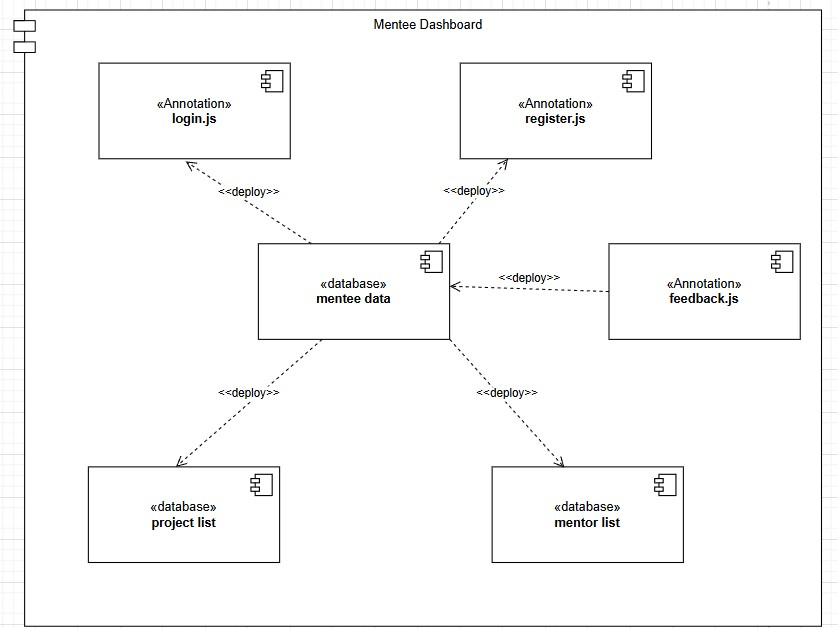 Mentee Dashboard
«Annotation»
login.js
«Annotation»
register.js
<<deploy>>
<<deploy>>
«database»
mentee data
<<deploy>>
«Annotation»
feedback.js
<<deploy>>
<<deploy>>
«database»
project list
«database»
mentor list